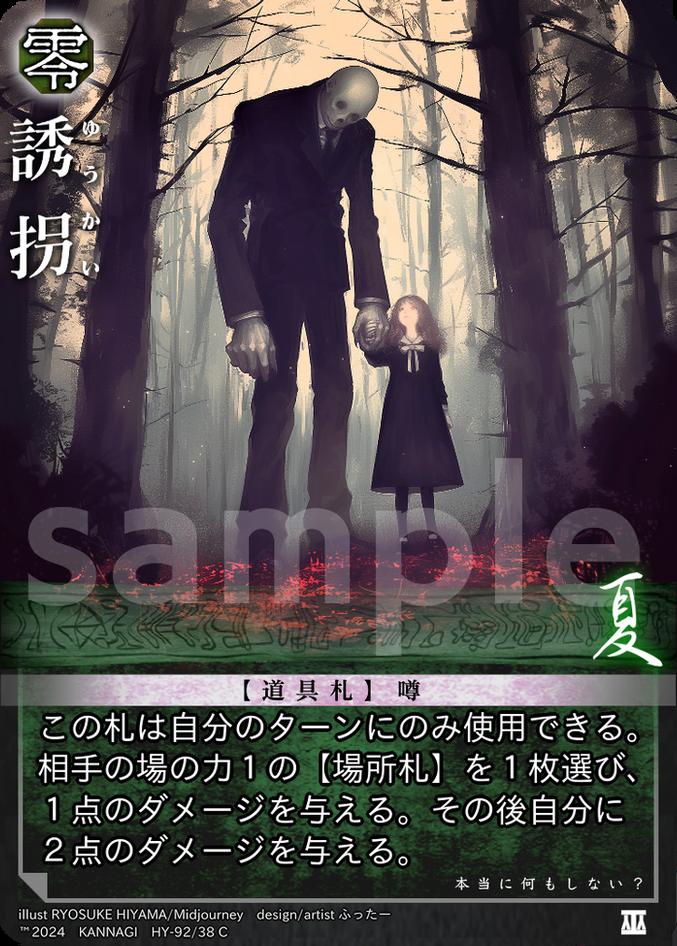 零
誘拐
ゆうかい
sample
夏
【道具札】 噂
この札は自分のターンにのみ使用できる。
相手の場の力１の【場所札】を１枚選び、
１点のダメージを与える。その後自分に
２点のダメージを与える。
本当に何もしない？
illust RYOSUKE HIYAMA/Midjourney design/artist ふったー
™2024 KANNAGI HY-92/38 C